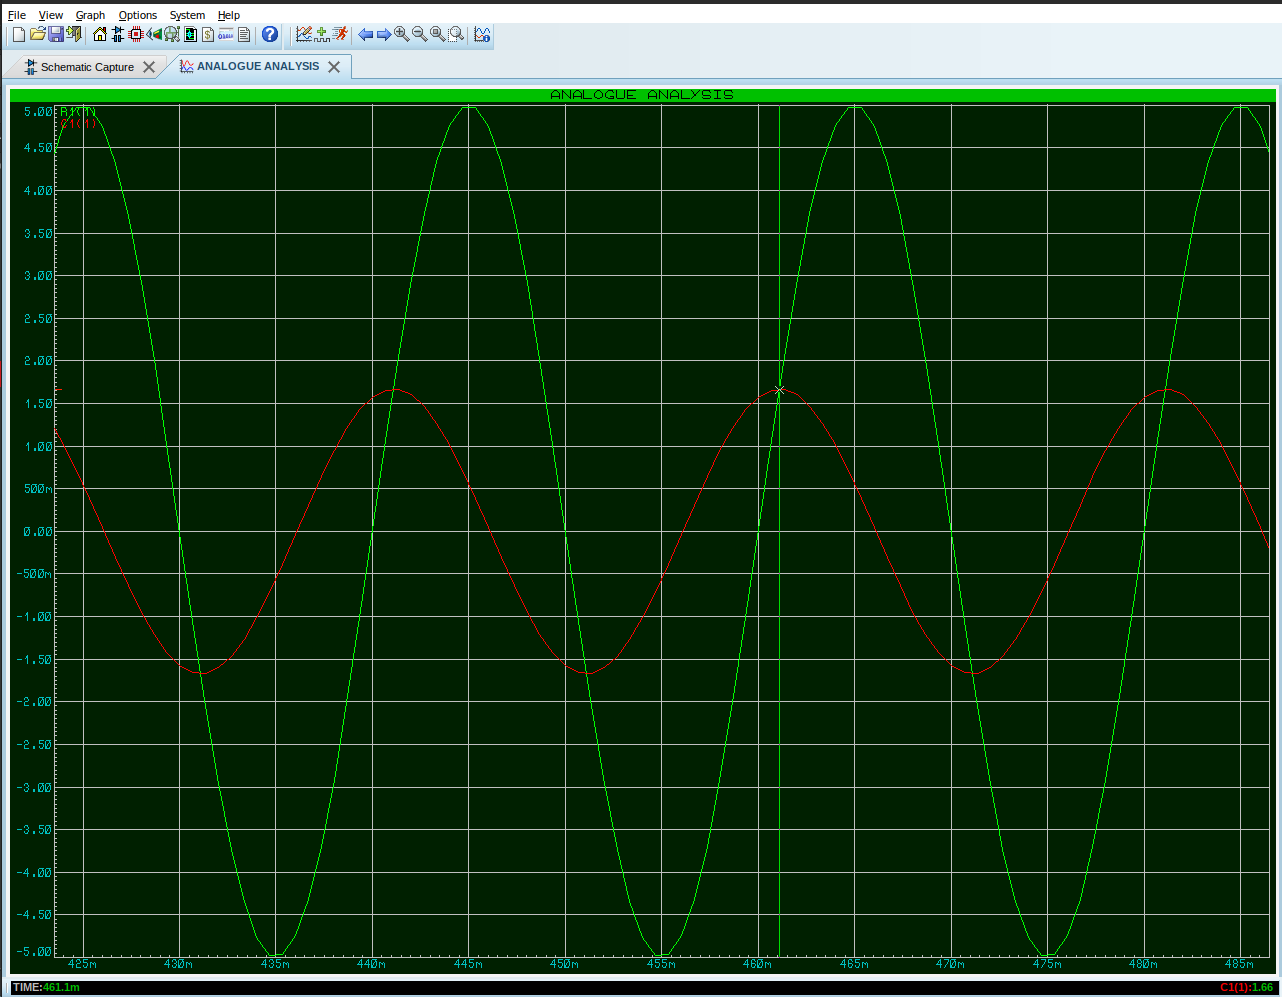 File View Graph Options System Help
Schematic Capture ANALOGUE ANALYSIS
ANALOGUE ANALYSIS
5.00
R1(1)
C1(1)
4.50
4.00
3.50
3.00
2.50
2.00
1.50
1.00
500m
0.00
-500m
-1.00
-1.50
-2.00
-2.50
-3.00
-3.50
-4.00
-4.50
-5.00
425m 430m 435m 440m 445m 450m 455m 460m 465m 470m 475m 480m 485m
TIME:461.1m C1(1):1.66